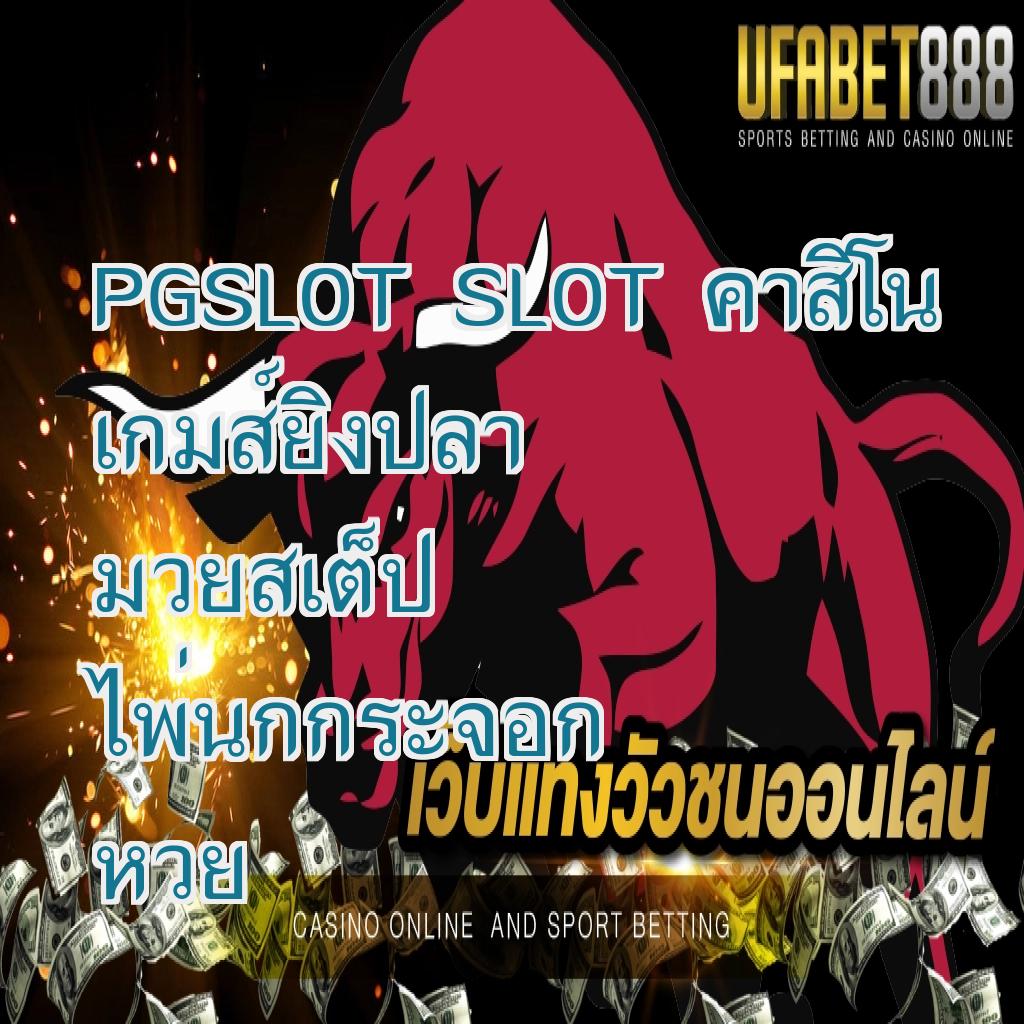 UFABET888
SPORTS BETTING AND CASINO ONLINE
PGSLOT SLOT คาสิโน
เกมส์ยิงปลา
มวยสเต็ป
ไพ่นกกระจอก
เว็บแทงวัวชนออนไลน์
หวย
CASINO ONLINE AND SPORT BETTING